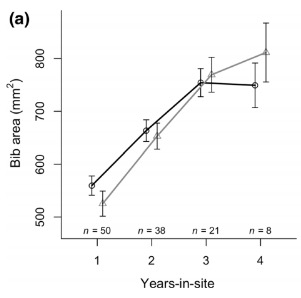 (a)
Bib area (mm²)
800
700
600
500
n = 50 n = 38 n = 21 n = 8
1 2 3 4
Years-in-site